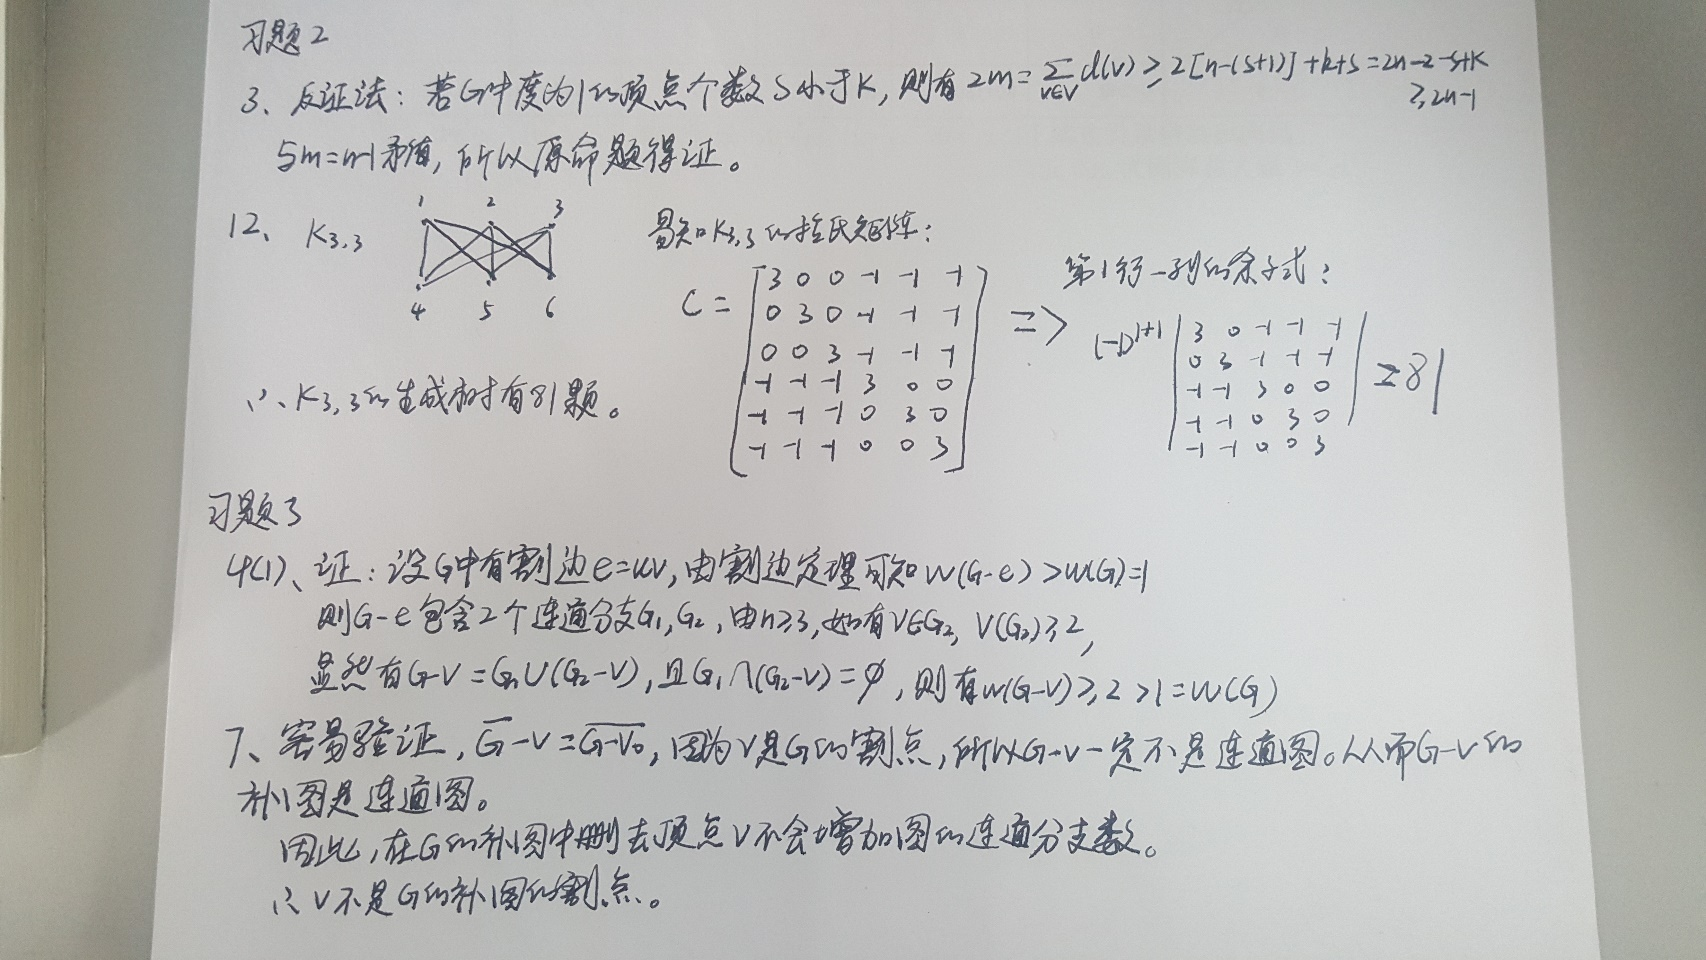 习题2
3、反证法：若G中度为1的顶点个数S小于K，则有 2m=∑d(v)≥2[n-(s+1)]+k+s=2n-2-s+k
v∈V
≥2n-1
与m=n-1矛盾，所以原命题得证。
12、 K3,3
1 2 3
4 5 6
易知K3,3的拉氏矩阵：
C=
3 0 0 -1 -1 -1
0 3 0 -1 -1 -1
0 0 3 -1 -1 -1
-1 -1 -1 3 0 0
-1 -1 -1 0 3 0
-1 -1 -1 0 0 3
=> 第1行一列的余子式：
(-1)^{1+1}
3 0 -1 -1 -1
0 3 -1 -1 -1
-1 -1 3 0 0
-1 -1 0 3 0
-1 -1 0 0 3
=81
∴K3,3的生成树有81颗。
习题3
4(1)、证：设G中有割边e=uv，由割边定理可知w(G-e)>w(G)=1
则G-e包含2个连通分支G1,G2，由n≥3，如有v∈G2，V(G2)≥2，
显然有G-V=G1∪(G2-V)，且G1∩(G2-V)=∅，则有w(G-V)≥2>1=w(G)
7、容易验证，G̅-v=\overline{G-V_0}，因为v是G的割点，所以G-v一定不是连通图。从而G-v的
补图是连通图。
因此，在G的补图中删去顶点v不会增加图的连通分支数。
∴v不是G的补图的割点。